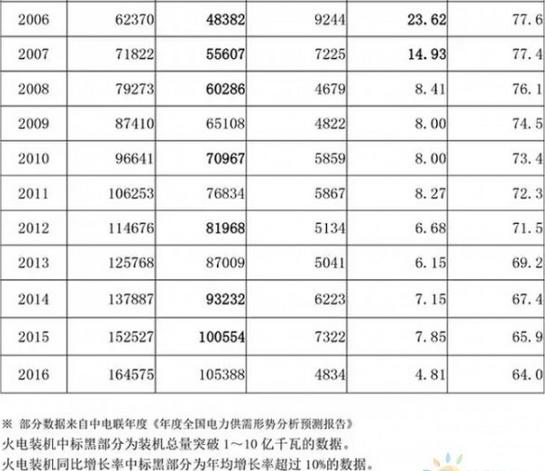 2006 62370 48382 9244 23.62 77.6
2007 71822 55607 7225 14.93 77.4
2008 79273 60286 4679 8.41 76.1
2009 87410 65108 4822 8.00 74.5
2010 96641 70967 5859 8.00 73.4
2011 106253 76834 5867 8.27 72.3
2012 114676 81968 5134 6.68 71.5
2013 125768 87009 5041 6.15 69.2
2014 137887 93232 6223 7.15 67.4
2015 152527 100554 7322 7.85 65.9
2016 164575 105388 4834 4.81 64.0
※ 部分数据来自中电联年度《年度全国电力供需形势分析预测报告》
火电装机中标黑部分为装机总量突破 1～10 亿千瓦的数据。
火电装机同比增长率中标黑部分为年均增长率超过 10%的数据。